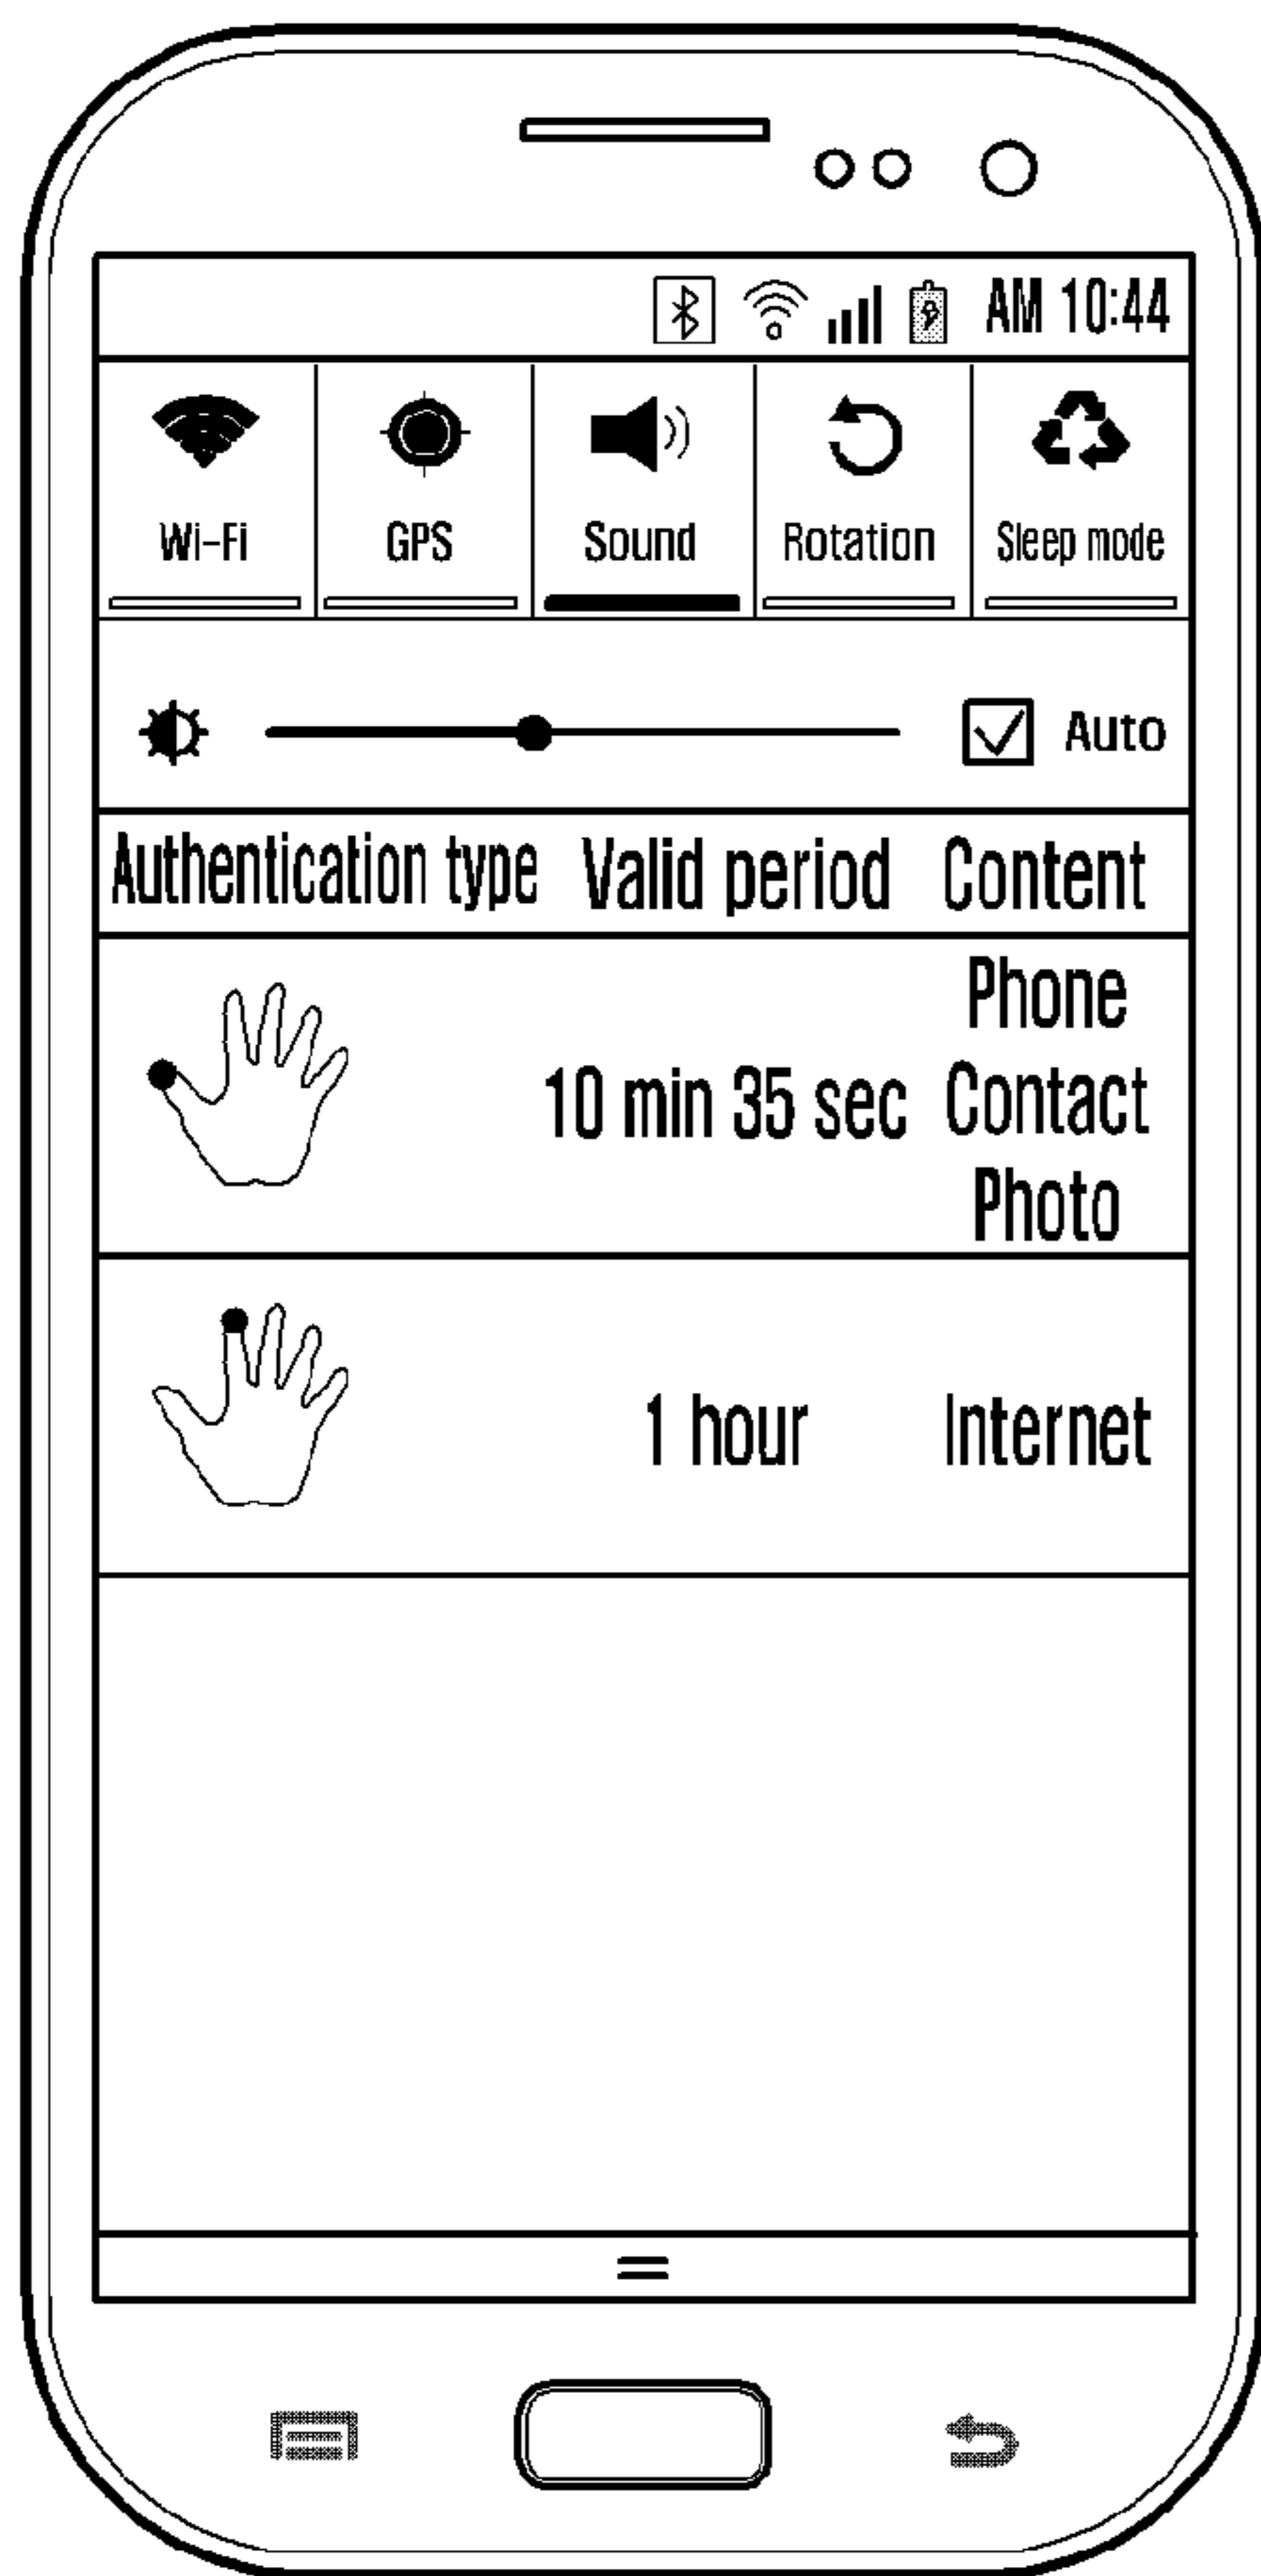 AM 10:44
Wi-Fi GPS Sound Rotation Sleep mode
Auto
Authentication type Valid period Content
Phone
10 min 35 sec Contact
Photo
1 hour Internet